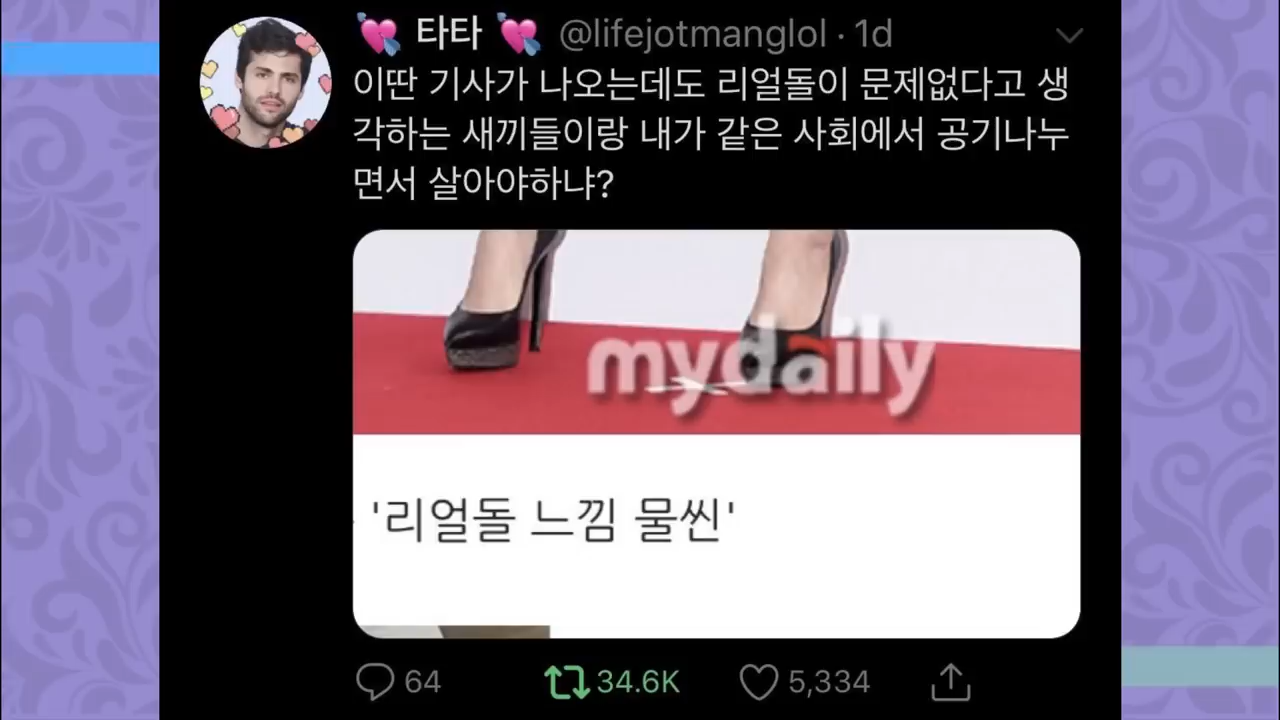 타타 @lifejotmanglol · 1d
이딴 기사가 나오는데도 리얼돌이 문제없다고 생
각하는 새끼들이랑 내가 같은 사회에서 공기나누
면서 살아야하냐?
mydaily
'리얼돌 느낌 물씬'
64 34.6K 5,334